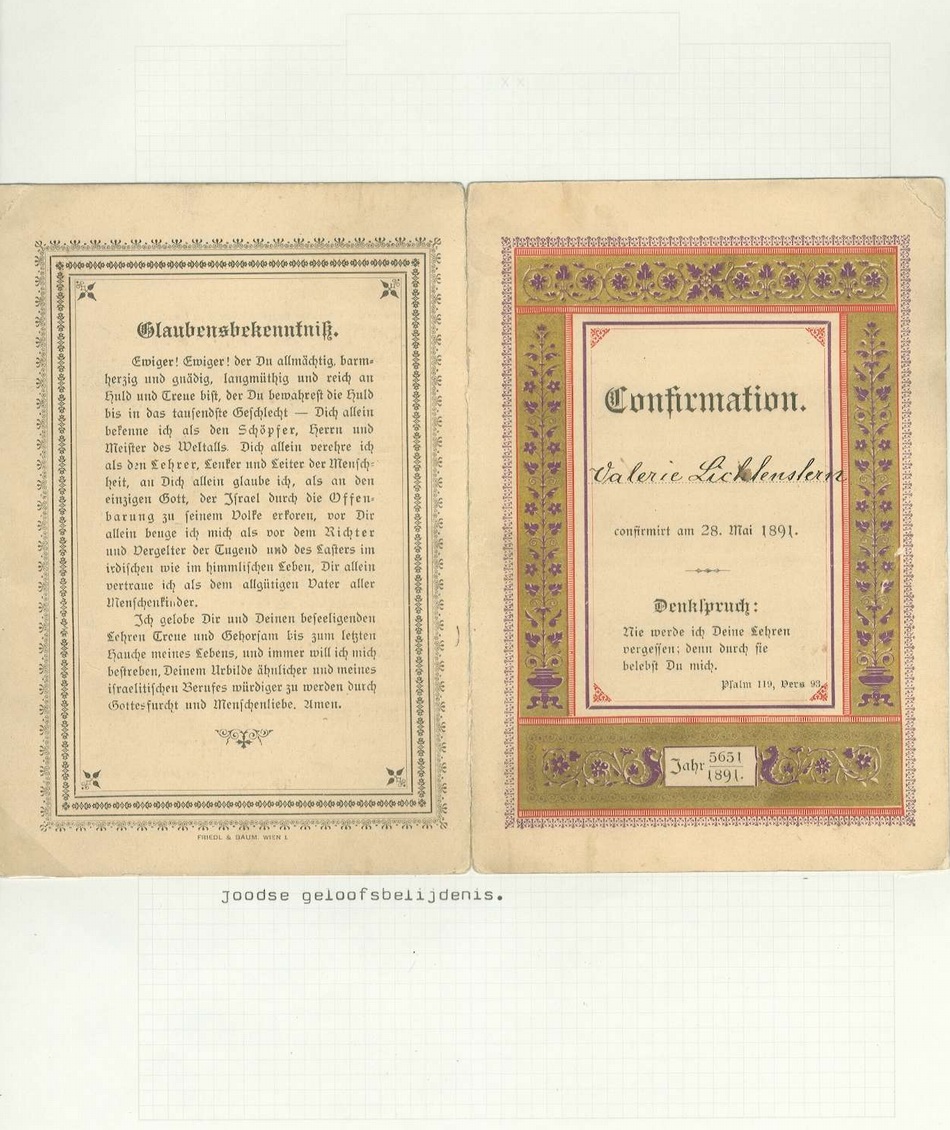 Glaubensbekenntniß.
Ewiger! Ewiger! der Du allmächtig, barm-
herzig und gnädig, langmüthig und reich an
Huld und Treue bist, der Du bewahrest die Huld
bis in das tausendste Geschlecht — Dich allein
bekenne ich als den Schöpfer, Herrn und
Meister des Weltalls. Dich allein verehre ich
als den Lehrer, Lenker und Leiter der Mensch-
heit, an Dich allein glaube ich, als an den
einzigen Gott, der Israel durch die Offen-
barung zu seinem Volke erkoren, vor Dir
allein beuge ich mich als vor dem Richter
und Vergelter der Tugend und des Lasters im
irdischen wie im himmlischen Leben, Dir allein
vertraue ich als dem allgütigen Vater aller
Menschenkinder.
Ich gelobe Dir und Deinen beseeligenden
Lehren Treue und Gehorsam bis zum letzten
Hauche meines Lebens, und immer will ich mich
bestreben, Deinem Urbilde ähnlicher und meines
israelitischen Berufes würdiger zu werden durch
Gottesfurcht und Menschenliebe. Amen.
FRIEDL & BAUM, WIEN I.
Confirmation.
Valerie Lichtenstern
confirmirt am 28. Mai 1891.
Denkspruch:
Nie werde ich Deine Lehren
vergessen; denn durch sie
belebst Du mich.
Psalm 119, Vers 93.
Jahr 5651
1891.
Joodse geloofsbelijdenis.